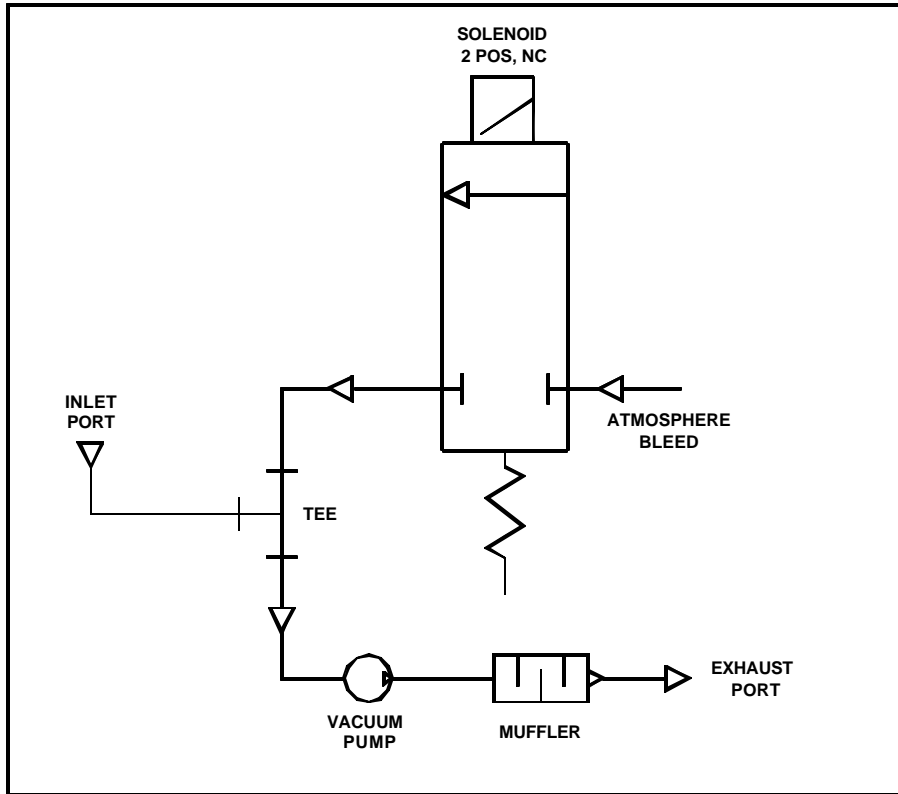 SOLENOID
2 POS, NC
INLET
PORT
ATMOSPHERE
BLEED
TEE
EXHAUST
PORT
VACUUM
PUMP
MUFFLER